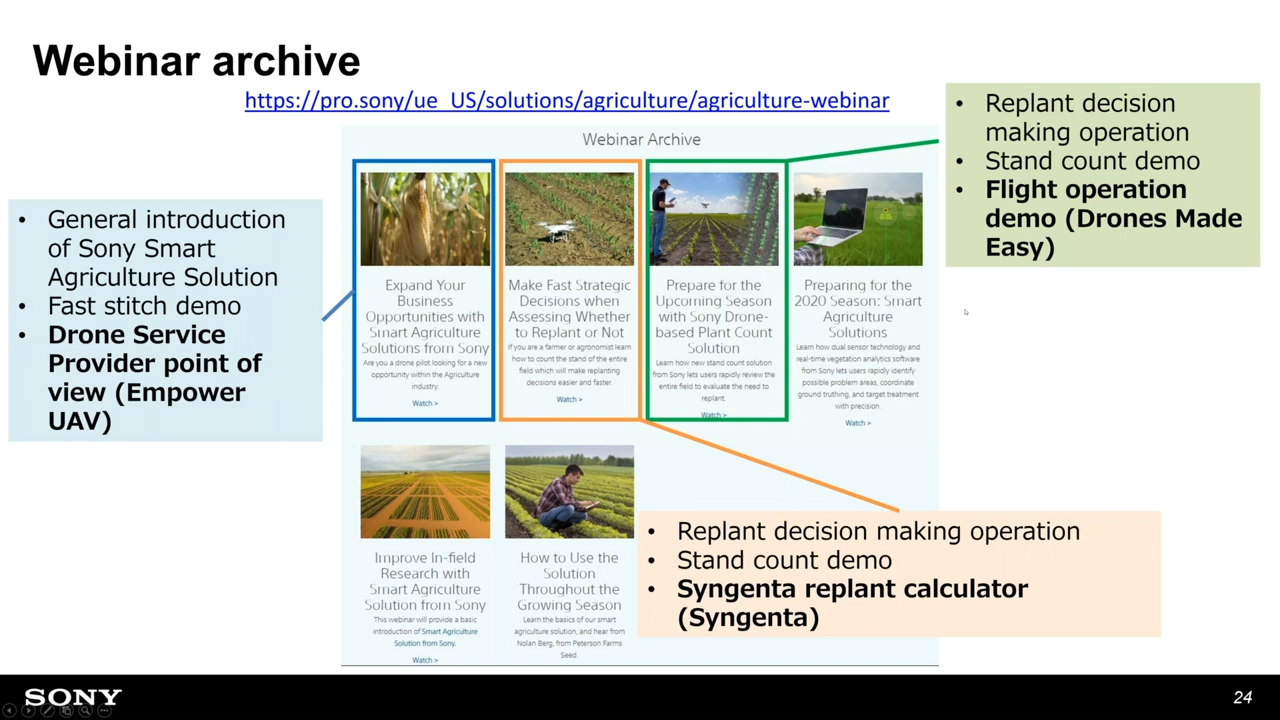 Webinar archive
https://pro.sony/ue_US/solutions/agriculture/agriculture-webinar
• General introduction
of Sony Smart
Agriculture Solution
• Fast stitch demo
• Drone Service
Provider point of
view (Empower
UAV)
Webinar Archive
Expand Your
Business
Opportunities with
Smart Agriculture
Solutions from Sony
Are you a drone pilot looking for a new
opportunity within the Agriculture
industry.
Watch >
Make Fast Strategic
Decisions when
Assessing Whether
to Replant or Not
If you are a farmer or agronomist learn
how to count the stand of the entire
field which will make replanting
decisions easier and faster.
Watch >
Prepare for the
Upcoming Season
with Sony Drone-
based Plant Count
Solution
Learn how new stand count solution
from Sony lets users rapidly review the
entire field to evaluate the need to
replant.
Watch >
Preparing for the
2020 Season: Smart
Agriculture
Solutions
Learn how dual sensor technology and
real-time vegetation analytics software
from Sony lets users rapidly identify
possible problem areas, coordinate
ground truthing, and target treatment
with precision.
Watch >
• Replant decision
making operation
• Stand count demo
• Flight operation
demo (Drones Made
Easy)
Improve In-field
Research with
Smart Agriculture
Solution from Sony
This webinar will provide a basic
introduction of Smart Agriculture
Solution from Sony.
Watch >
How to Use the
Solution
Throughout the
Growing Season
Learn the basics of our smart
agriculture solution, and hear from
Nolan Berg, from Peterson Farms
Seed.
• Replant decision making operation
• Stand count demo
• Syngenta replant calculator
(Syngenta)
SONY
24